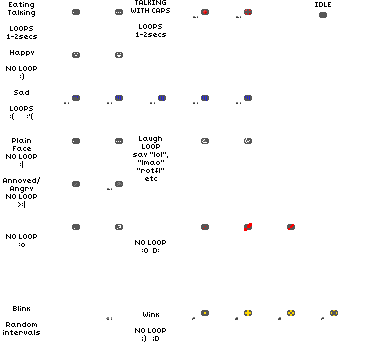 Eating
Talking
LOOPS
1-2secs
TALKING
WITH CAPS
LOOPS
1-2secs
IDLE
Happy
NO LOOP
:)
Sad
LOOPS
:( :'(
Plain
Face
NO LOOP
:|
Laugh
LOOP
say "lol",
"lmao"
"rotfl"
etc
Annoyed/
Angry
NO LOOP
>:|
NO LOOP
:o
NO LOOP
:O D:
Blink
Random
intervals
Wink
NO LOOP
;) ;D